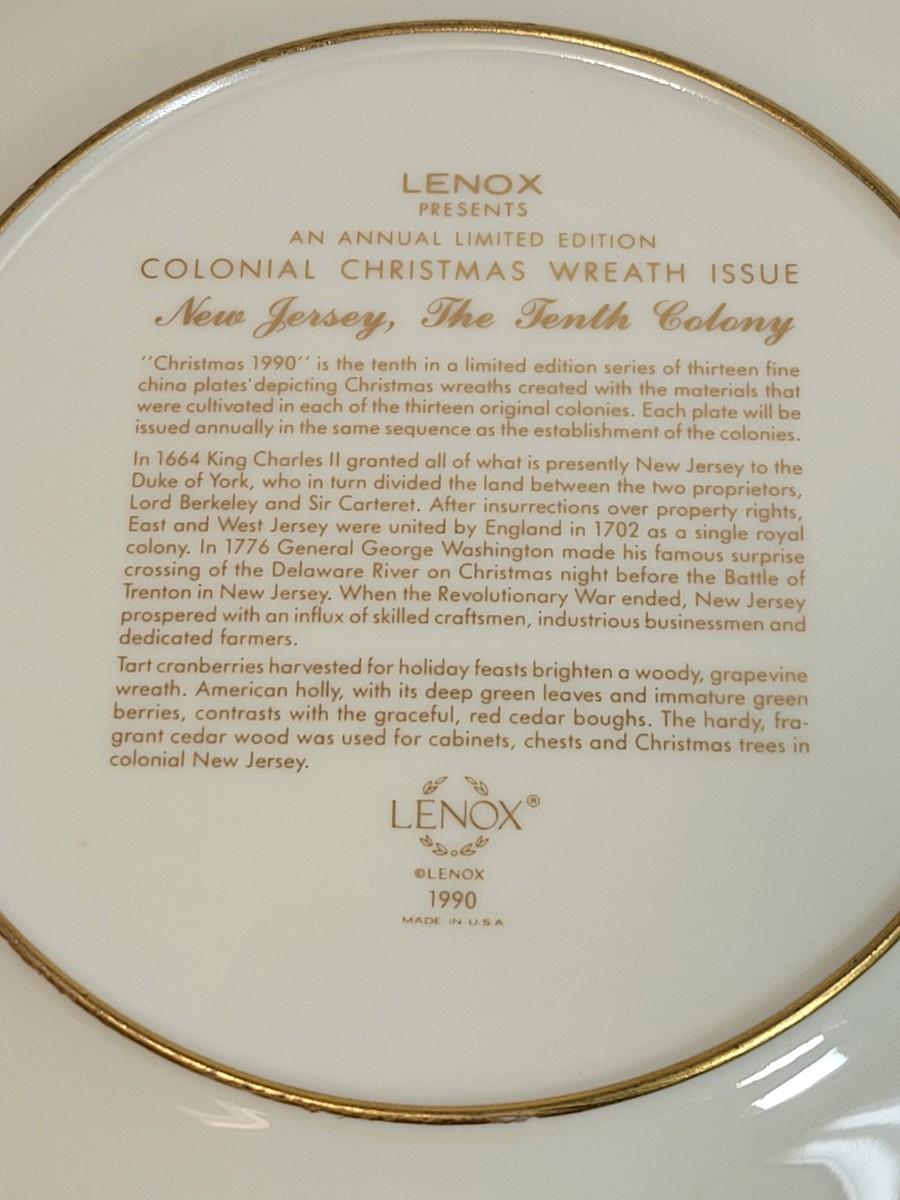 LENOX
PRESENTS
AN ANNUAL LIMITED EDITION
COLONIAL CHRISTMAS WREATH ISSUE
New Jersey, The Tenth Colony
"Christmas 1990" is the tenth in a limited edition series of thirteen fine
china plates depicting Christmas wreaths created with the materials that
were cultivated in each of the thirteen original colonies. Each plate will be
issued annually in the same sequence as the establishment of the colonies.
In 1664 King Charles II granted all of what is presently New Jersey to the
Duke of York, who in turn divided the land between the two proprietors,
Lord Berkeley and Sir Carteret. After insurrections over property rights,
East and West Jersey were united by England in 1702 as a single royal
colony. In 1776 General George Washington made his famous surprise
crossing of the Delaware River on Christmas night before the Battle of
Trenton in New Jersey. When the Revolutionary War ended, New Jersey
prospered with an influx of skilled craftsmen, industrious businessmen and
dedicated farmers.
Tart cranberries harvested for holiday feasts brighten a woody, grapevine
wreath. American holly, with its deep green leaves and immature green
berries, contrasts with the graceful, red cedar boughs. The hardy, fra-
grant cedar wood was used for cabinets, chests and Christmas trees in
colonial New Jersey.
LENOX®
©LENOX
1990
MADE IN U.S.A